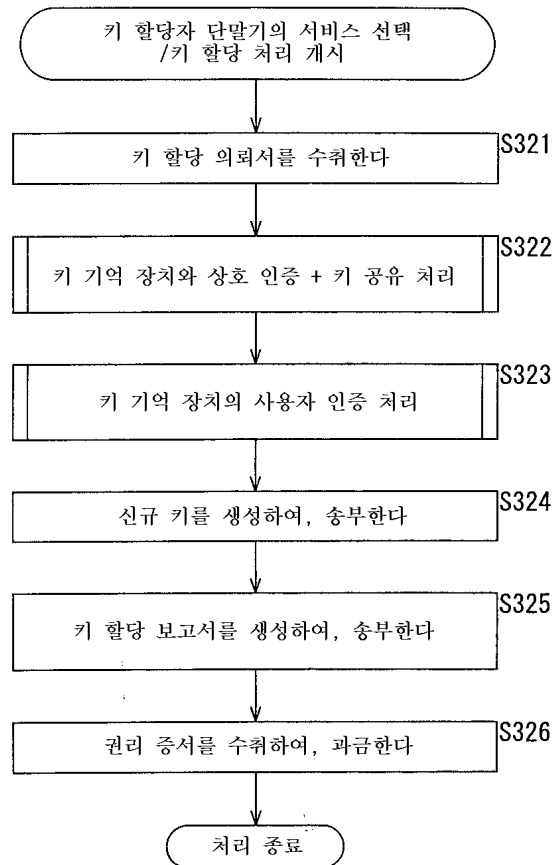 키 할당자 단말기의 서비스 선택
/키 할당 처리 개시
S321
키 할당 의뢰서를 수취한다
S322
키 기억 장치와 상호 인증 + 키 공유 처리
S323
키 기억 장치의 사용자 인증 처리
S324
신규 키를 생성하여, 송부한다
S325
키 할당 보고서를 생성하여, 송부한다
S326
권리 증서를 수취하여, 과금한다
처리 종료